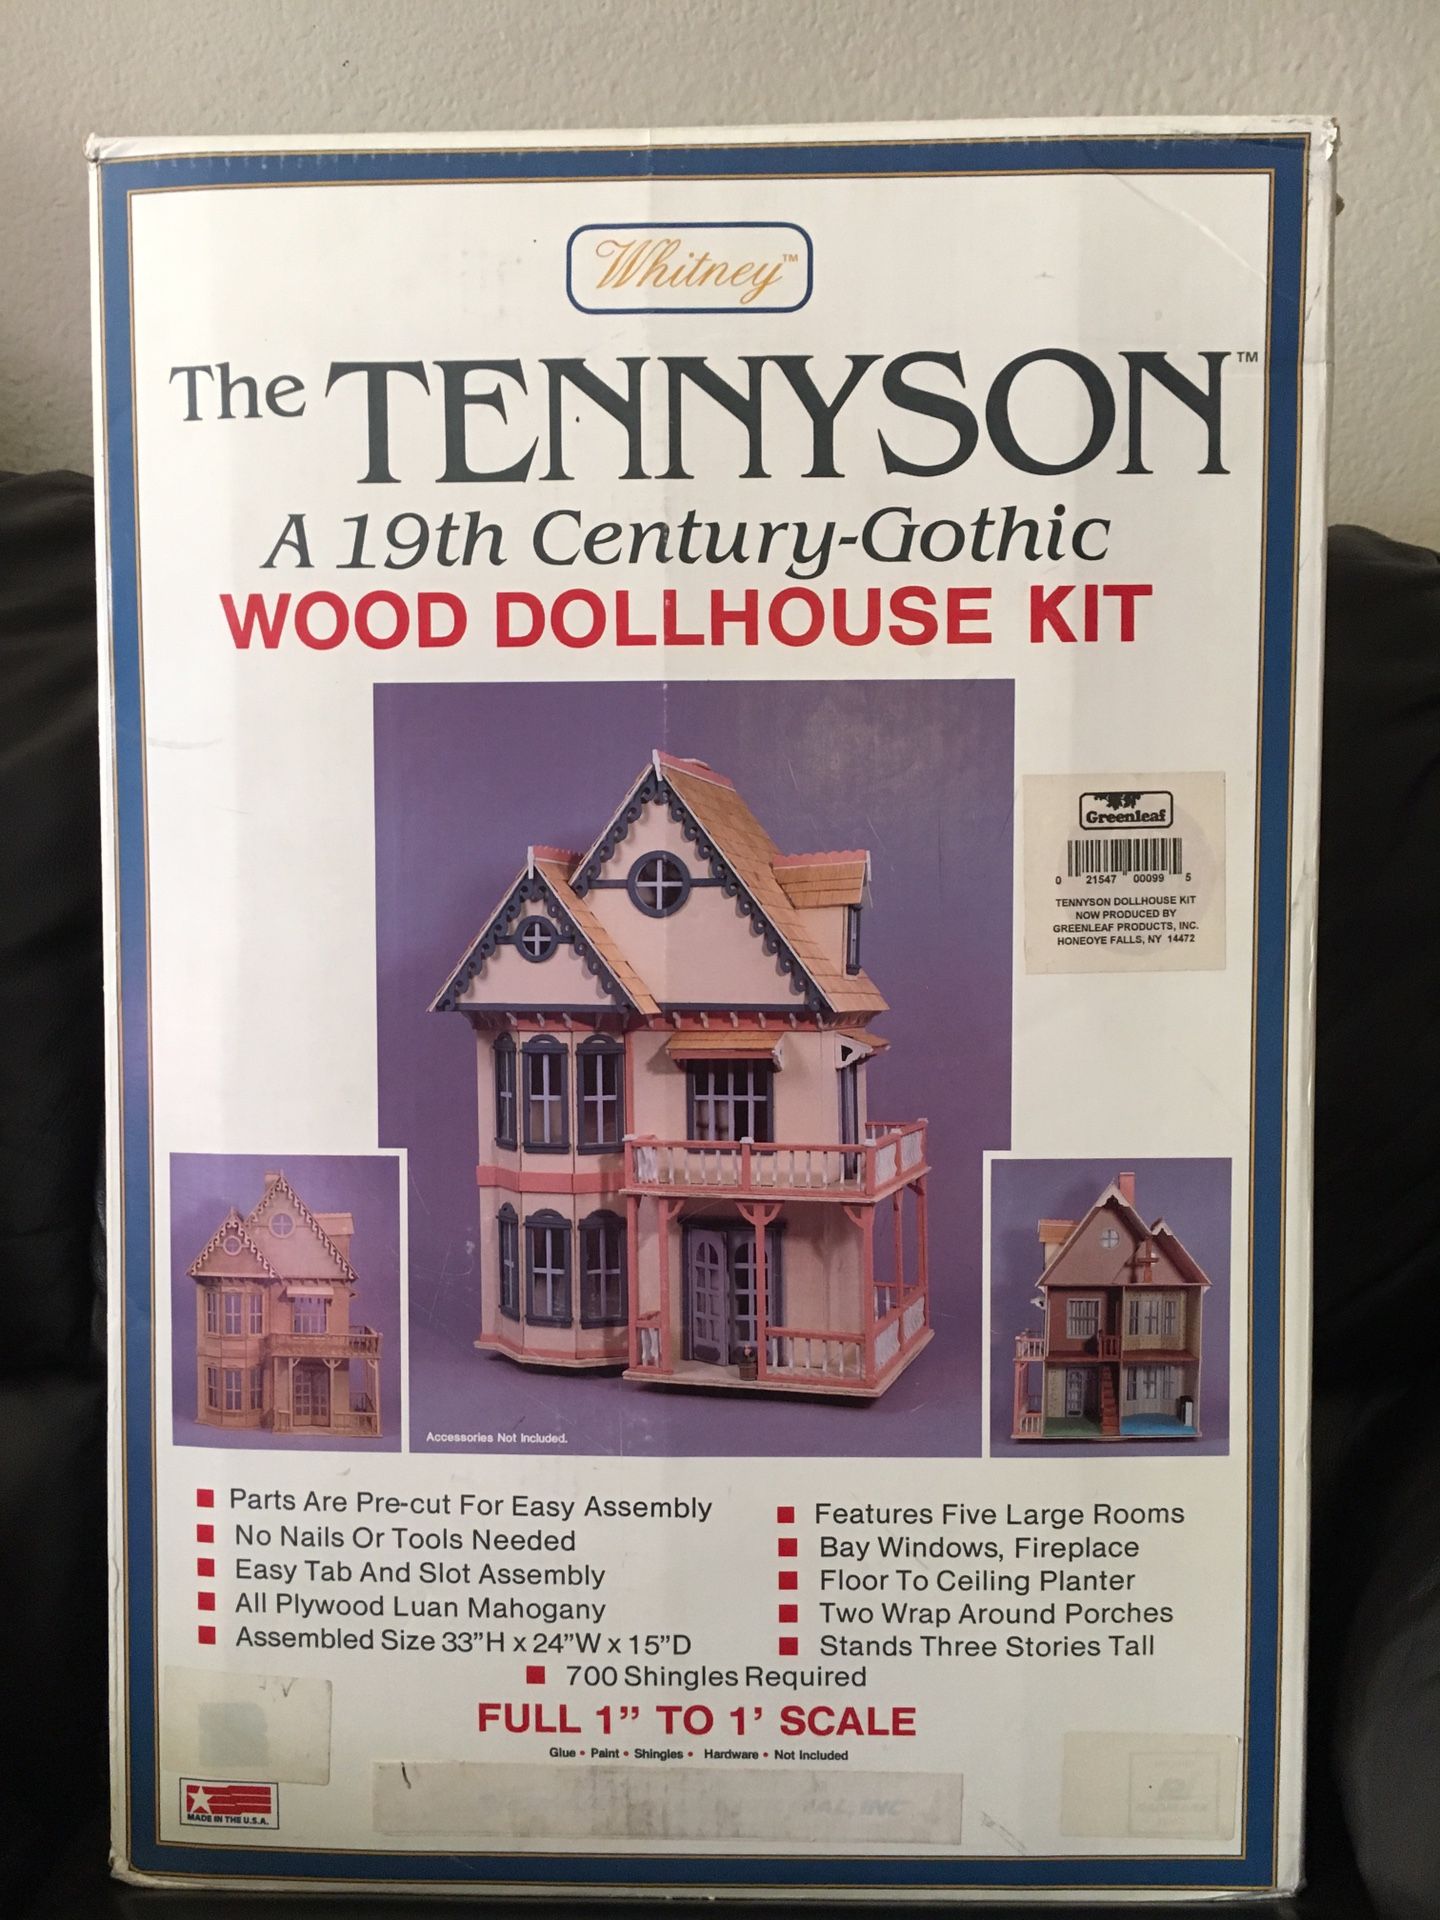 Whitney™
The TENNYSON™
A 19th Century-Gothic
WOOD DOLLHOUSE KIT
Greenleaf
0 21547 00099 5
TENNYSON DOLLHOUSE KIT
NOW PRODUCED BY
GREENLEAF PRODUCTS, INC.
HONEOYE FALLS, NY 14472
Accessories Not Included.
Parts Are Pre-cut For Easy Assembly
No Nails Or Tools Needed
Easy Tab And Slot Assembly
All Plywood Luan Mahogany
Assembled Size 33”H x 24”W x 15”D
Features Five Large Rooms
Bay Windows, Fireplace
Floor To Ceiling Planter
Two Wrap Around Porches
Stands Three Stories Tall
700 Shingles Required
FULL 1” TO 1’ SCALE
Glue • Paint • Shingles • Hardware • Not Included
MADE IN THE U.S.A.